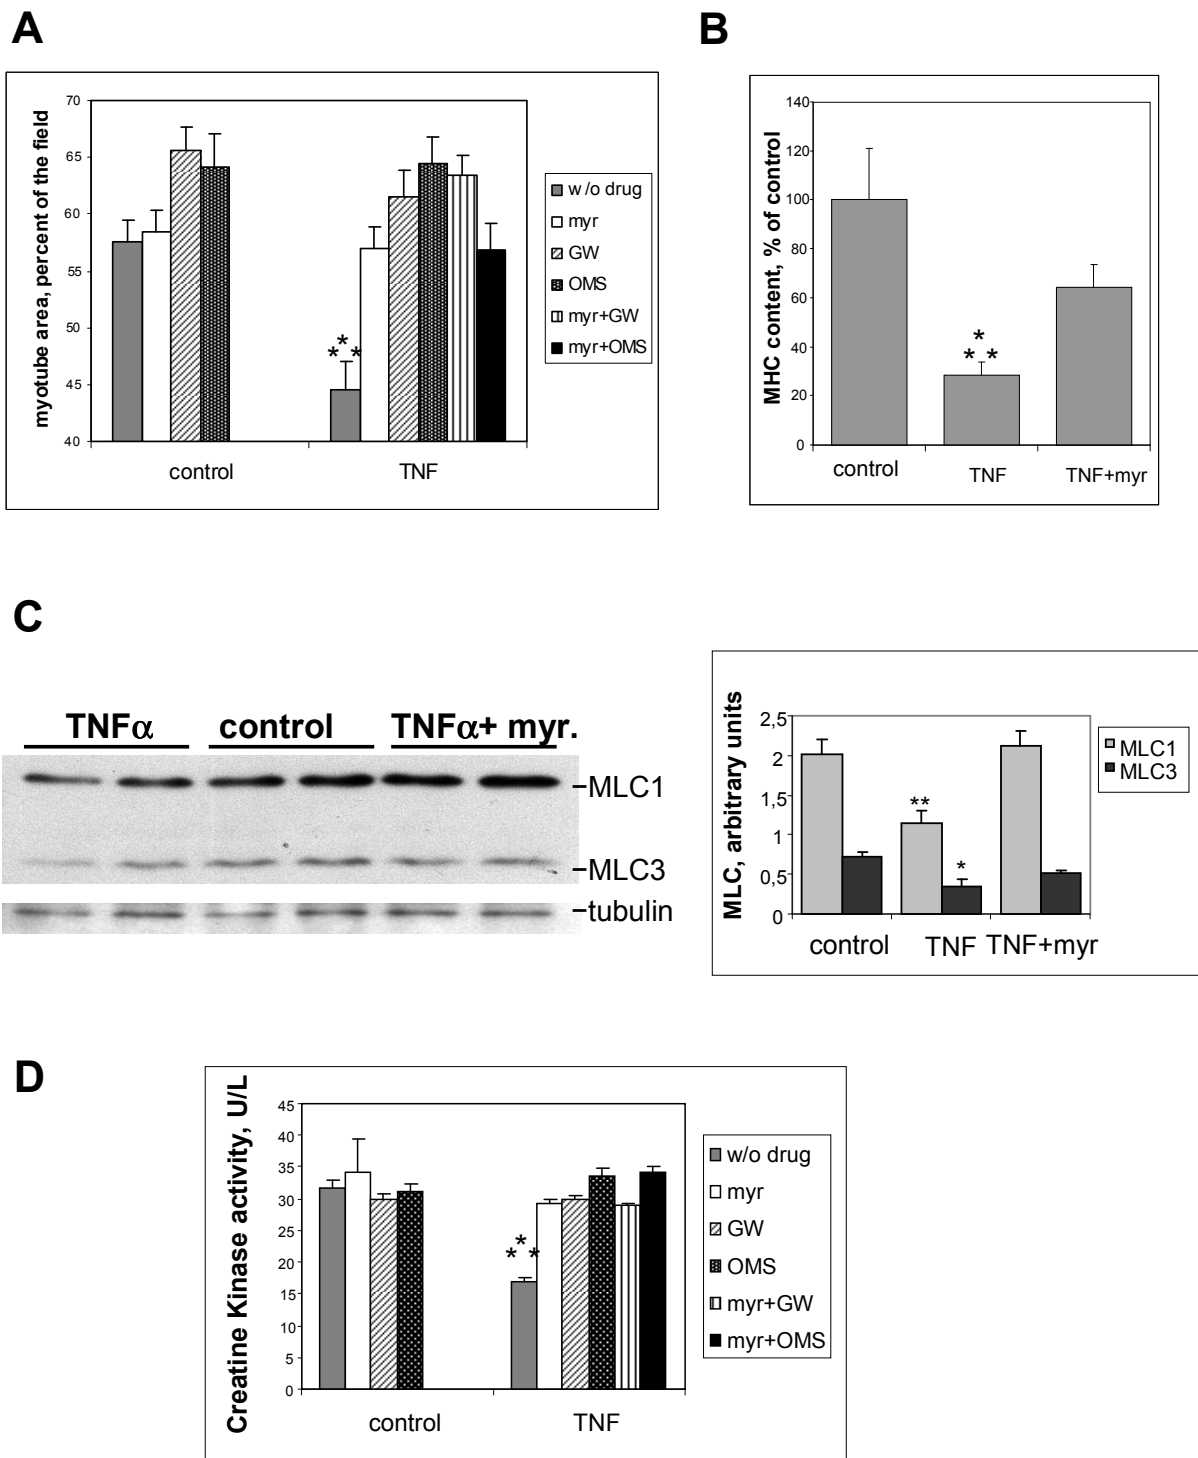 A
myotube area, percent of the field
70
65
60
55
50
45
40
***
control
TNF
w/o drug
myr
GW
OMS
myr+GW
myr+OMS
B
MHC content, % of control
140
120
100
80
60
40
20
0
***
control
TNF
TNF+myr
C
TNFα control TNFα+ myr.
MLC1
MLC3
tubulin
MLC, arbitrary units
2,5
2
1,5
1
0,5
0
**
*
control TNF TNF+myr
MLC1
MLC3
D
Creatine Kinase activity, U/L
45
40
35
30
25
20
15
10
5
0
***
control
TNF
w/o drug
myr
GW
OMS
myr+GW
myr+OMS